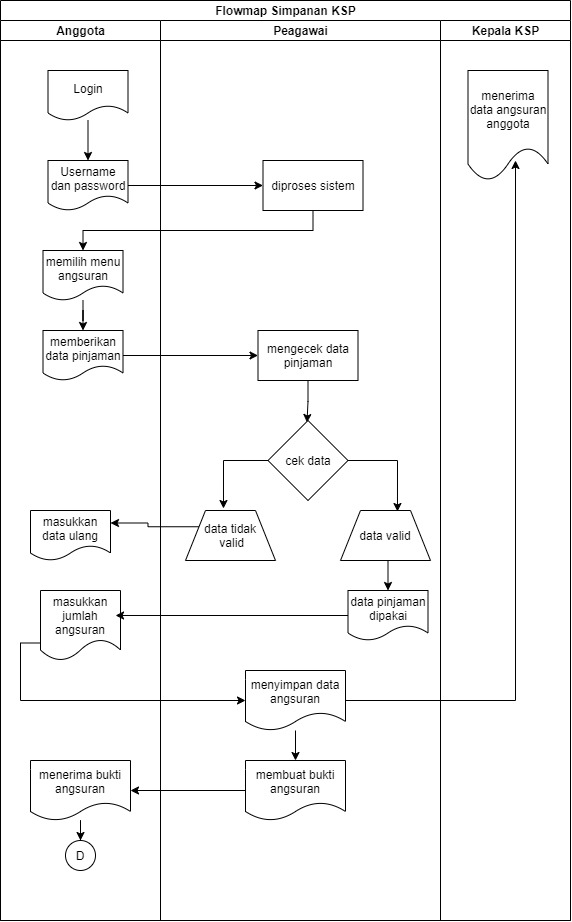 Flowmap Simpanan KSP
Anggota
Peagawai
Kepala KSP
Login
menerima
data angsuran
anggota
Username
dan password
diproses sistem
memilih menu
angsuran
memberikan
data pinjaman
mengecek data
pinjaman
cek data
masukkan
data ulang
data tidak
valid
data valid
masukkan
jumlah
angsuran
data pinjaman
dipakai
menyimpan data
angsuran
menerima bukti
angsuran
membuat bukti
angsuran
D